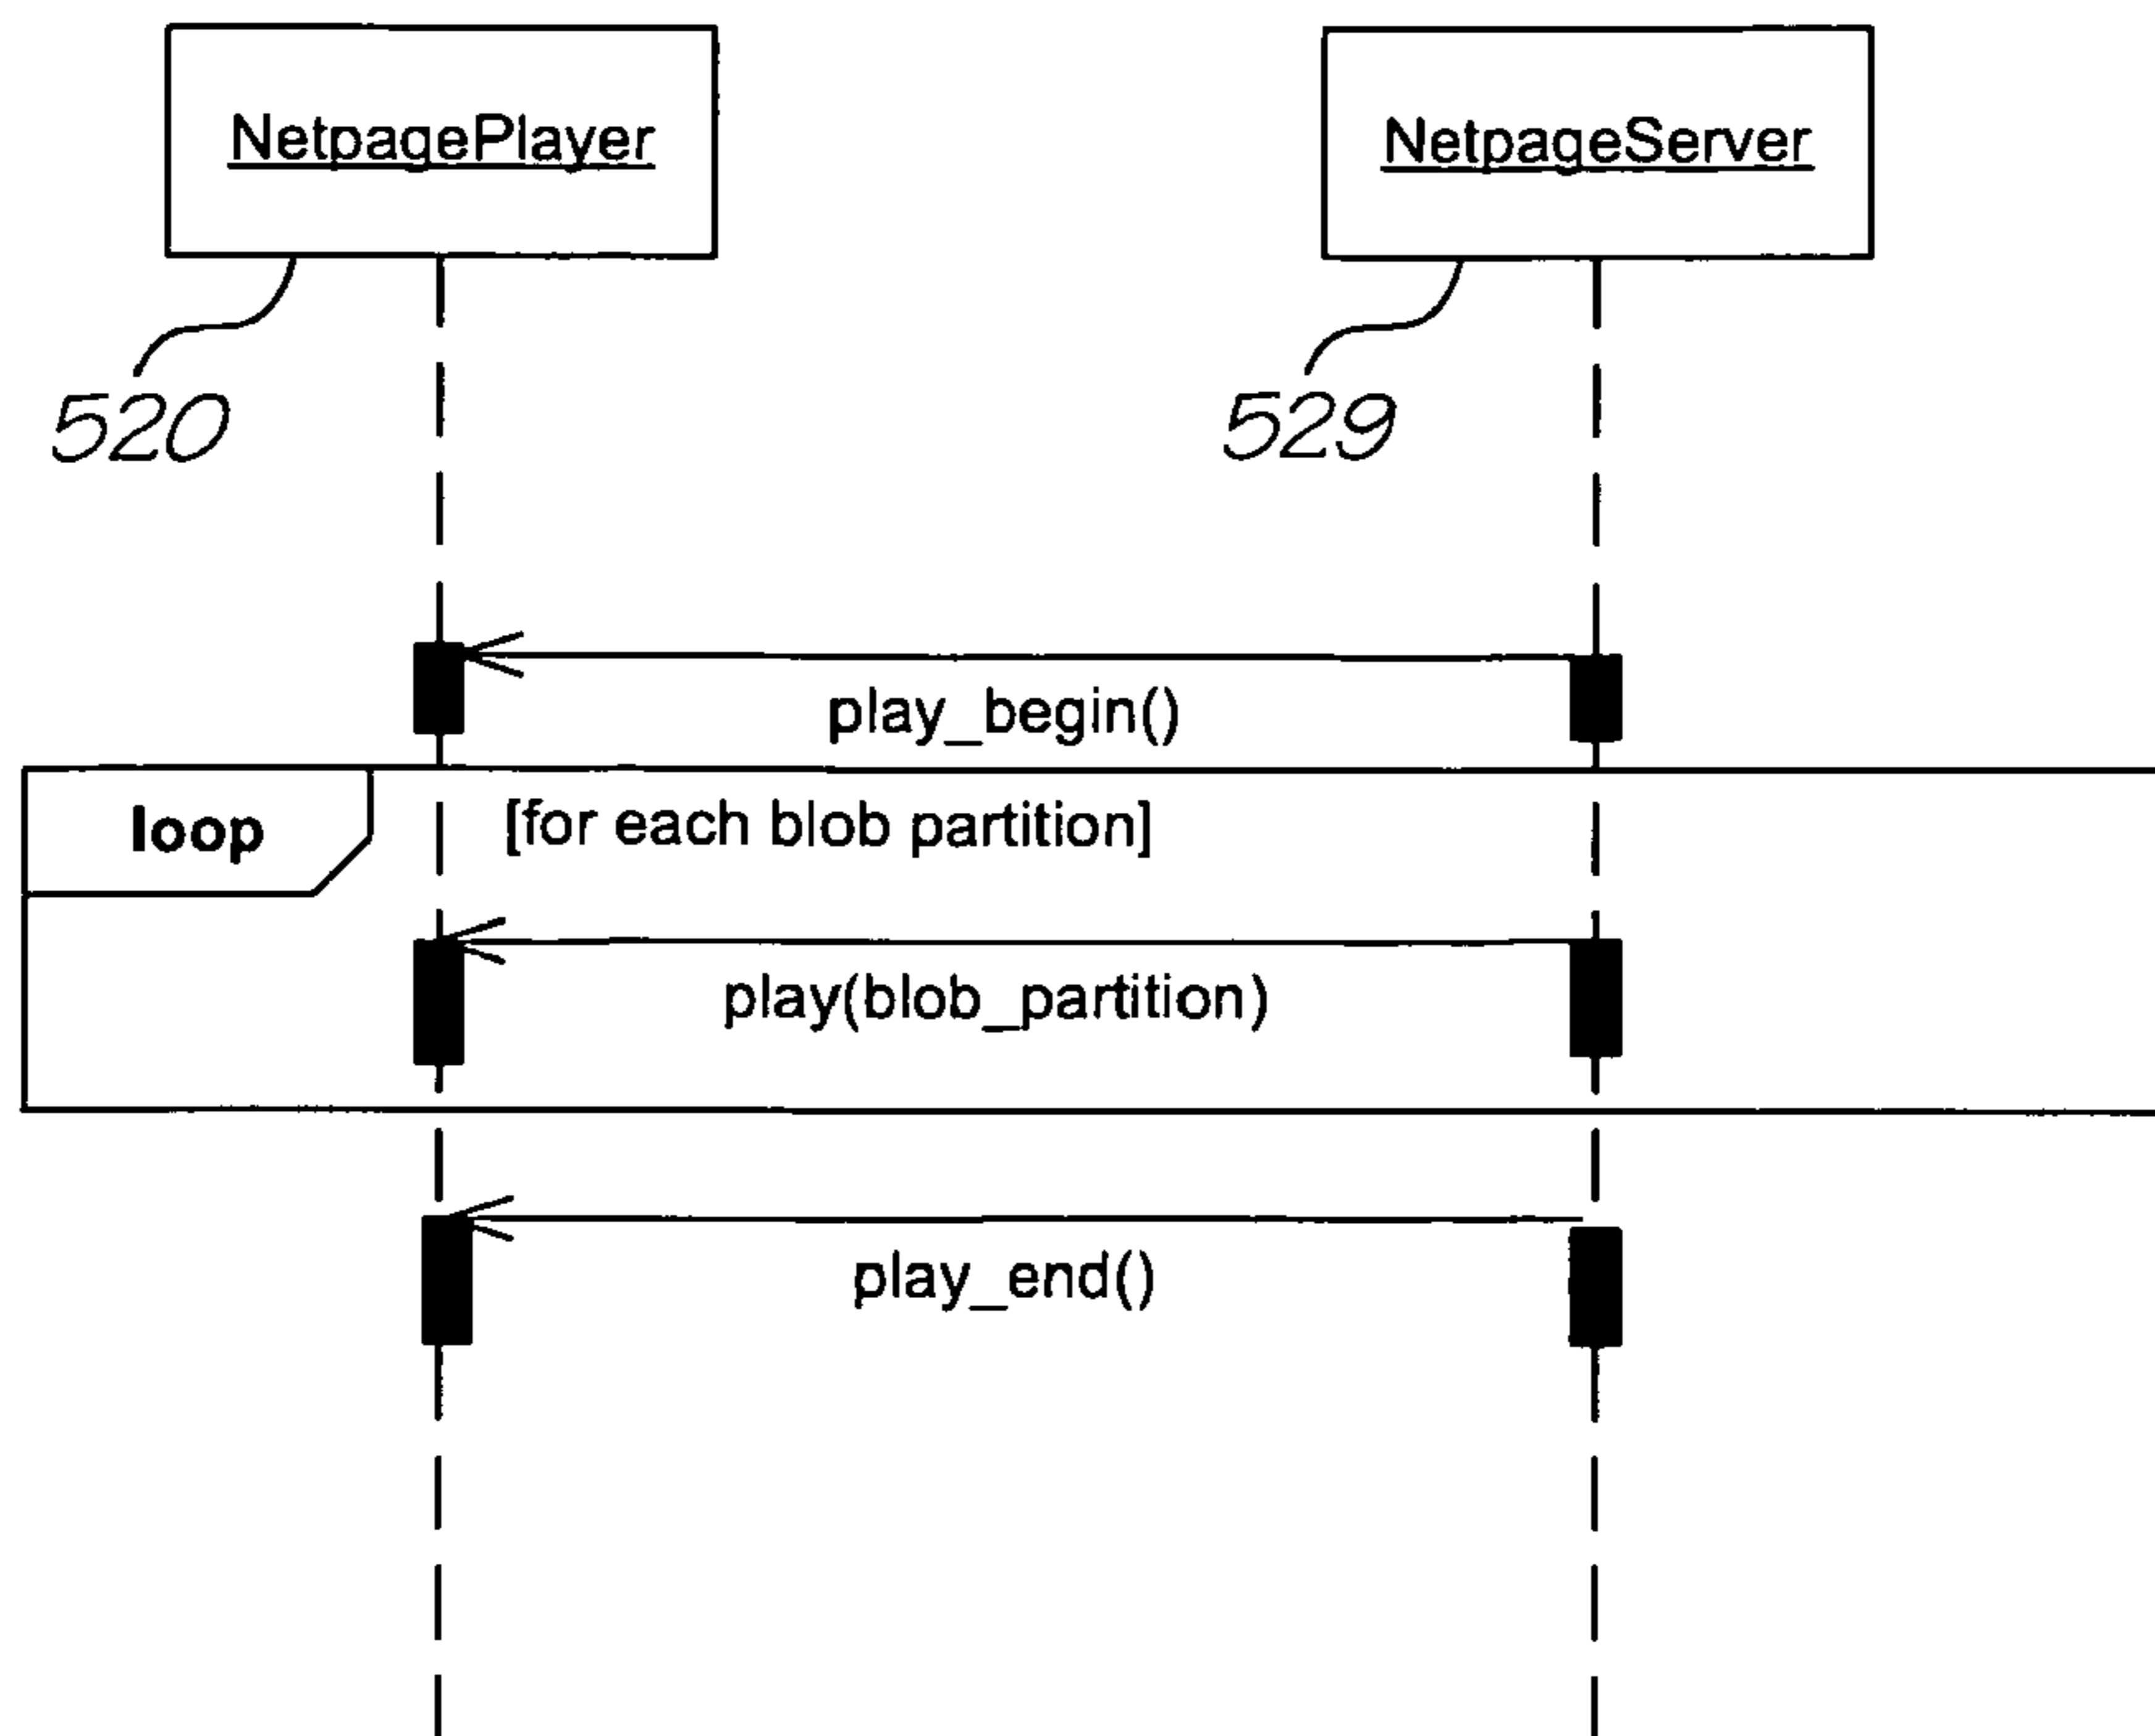 NetpagePlayer
NetpageServer
520
529
play_begin()
loop
[for each blob partition]
play(blob_partition)
play_end()